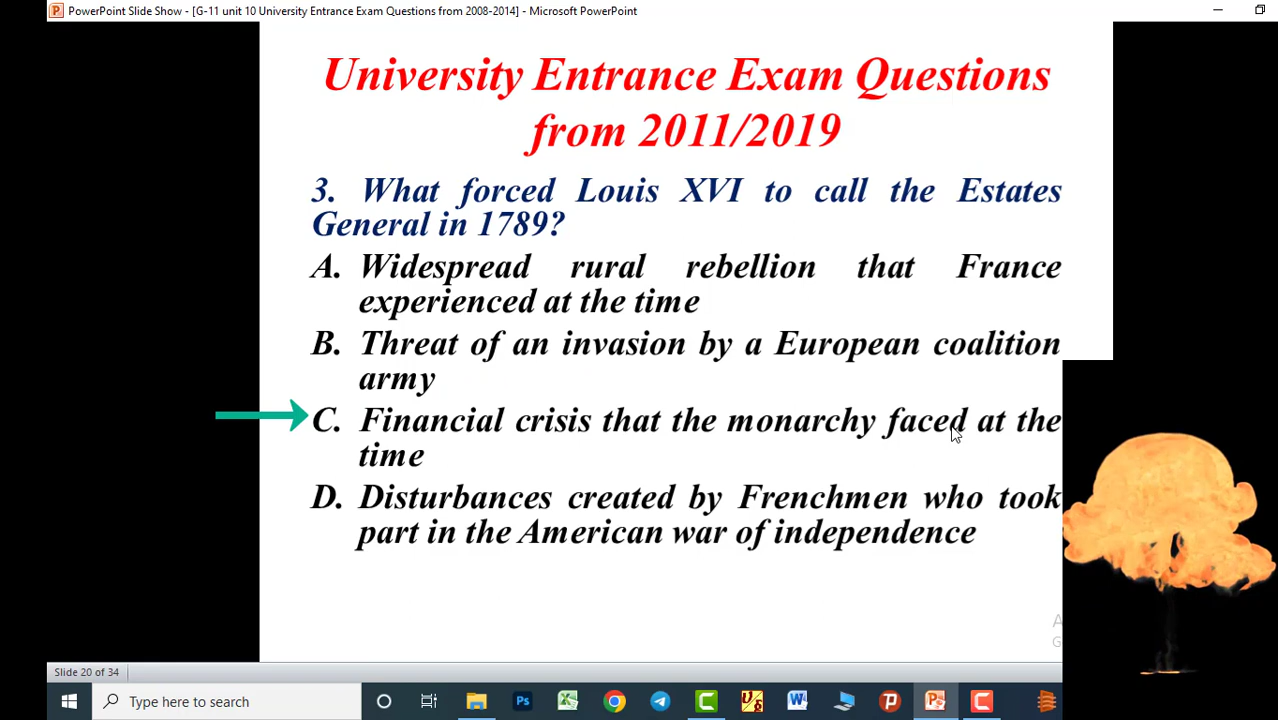 PowerPoint Slide Show - [G-11 unit 10 University Entrance Exam Questions from 2008-2014] - Microsoft PowerPoint
University Entrance Exam Questions
from 2011/2019
3. What forced Louis XVI to call the Estates
General in 1789?
A. Widespread rural rebellion that France
experienced at the time
B. Threat of an invasion by a European coalition
army
C. Financial crisis that the monarchy faced at the
time
D. Disturbances created by Frenchmen who took
part in the American war of independence
Slide 20 of 34
Type here to search